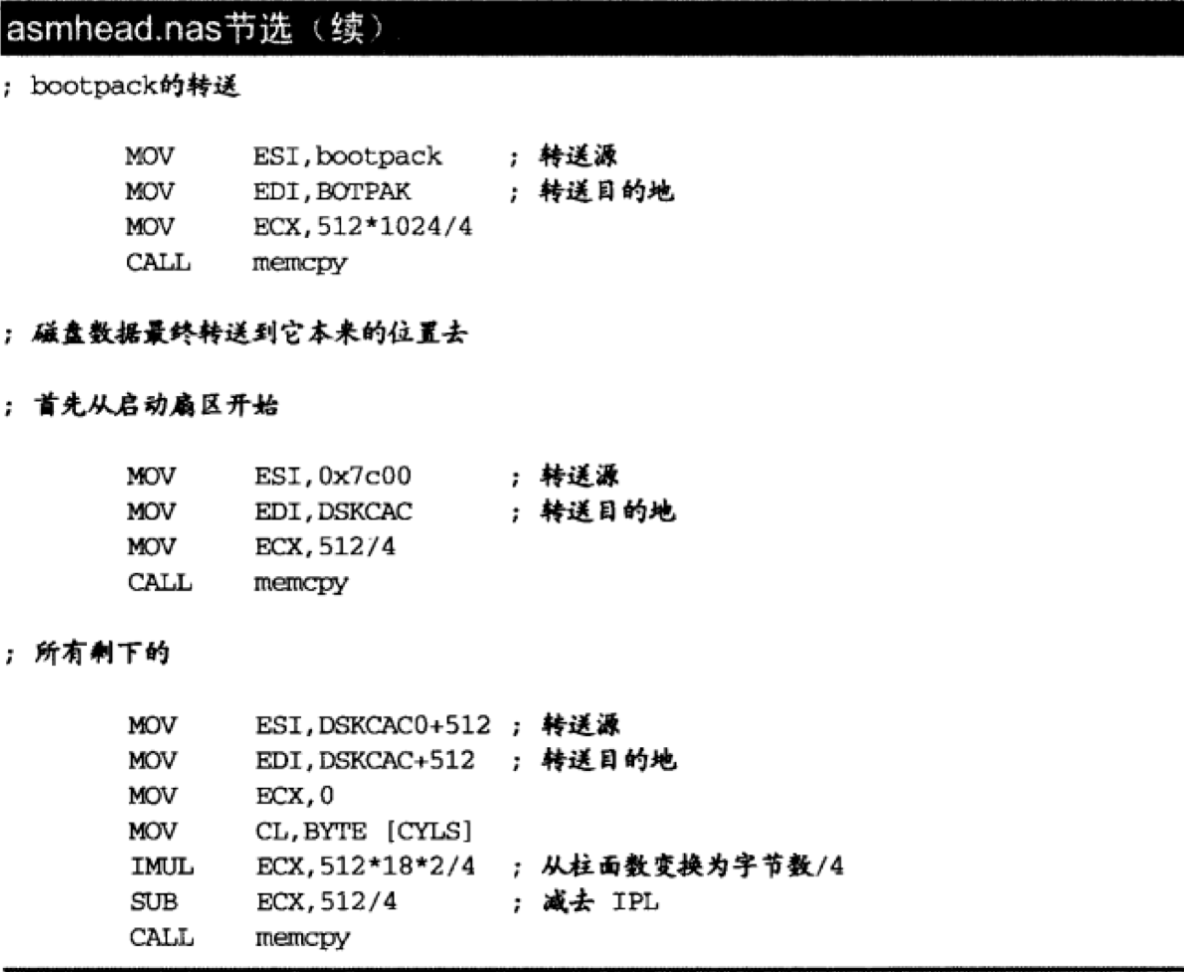 asmhead.nas节选（续）
; bootpack的转送
MOV ESI,bootpack ; 转送源
MOV EDI,BOTPAK ; 转送目的地
MOV ECX,512*1024/4
CALL memcpy
; 磁盘数据最终转送到它本来的位置去
; 首先从启动扇区开始
MOV ESI,0x7c00 ; 转送源
MOV EDI,DSKCAC ; 转送目的地
MOV ECX,512/4
CALL memcpy
; 所有剩下的
MOV ESI,DSKCAC0+512 ; 转送源
MOV EDI,DSKCAC+512 ; 转送目的地
MOV ECX,0
MOV CL,BYTE [CYLS]
IMUL ECX,512*18*2/4 ; 从柱面数变换为字节数/4
SUB ECX,512/4 ; 减去 IPL
CALL memcpy